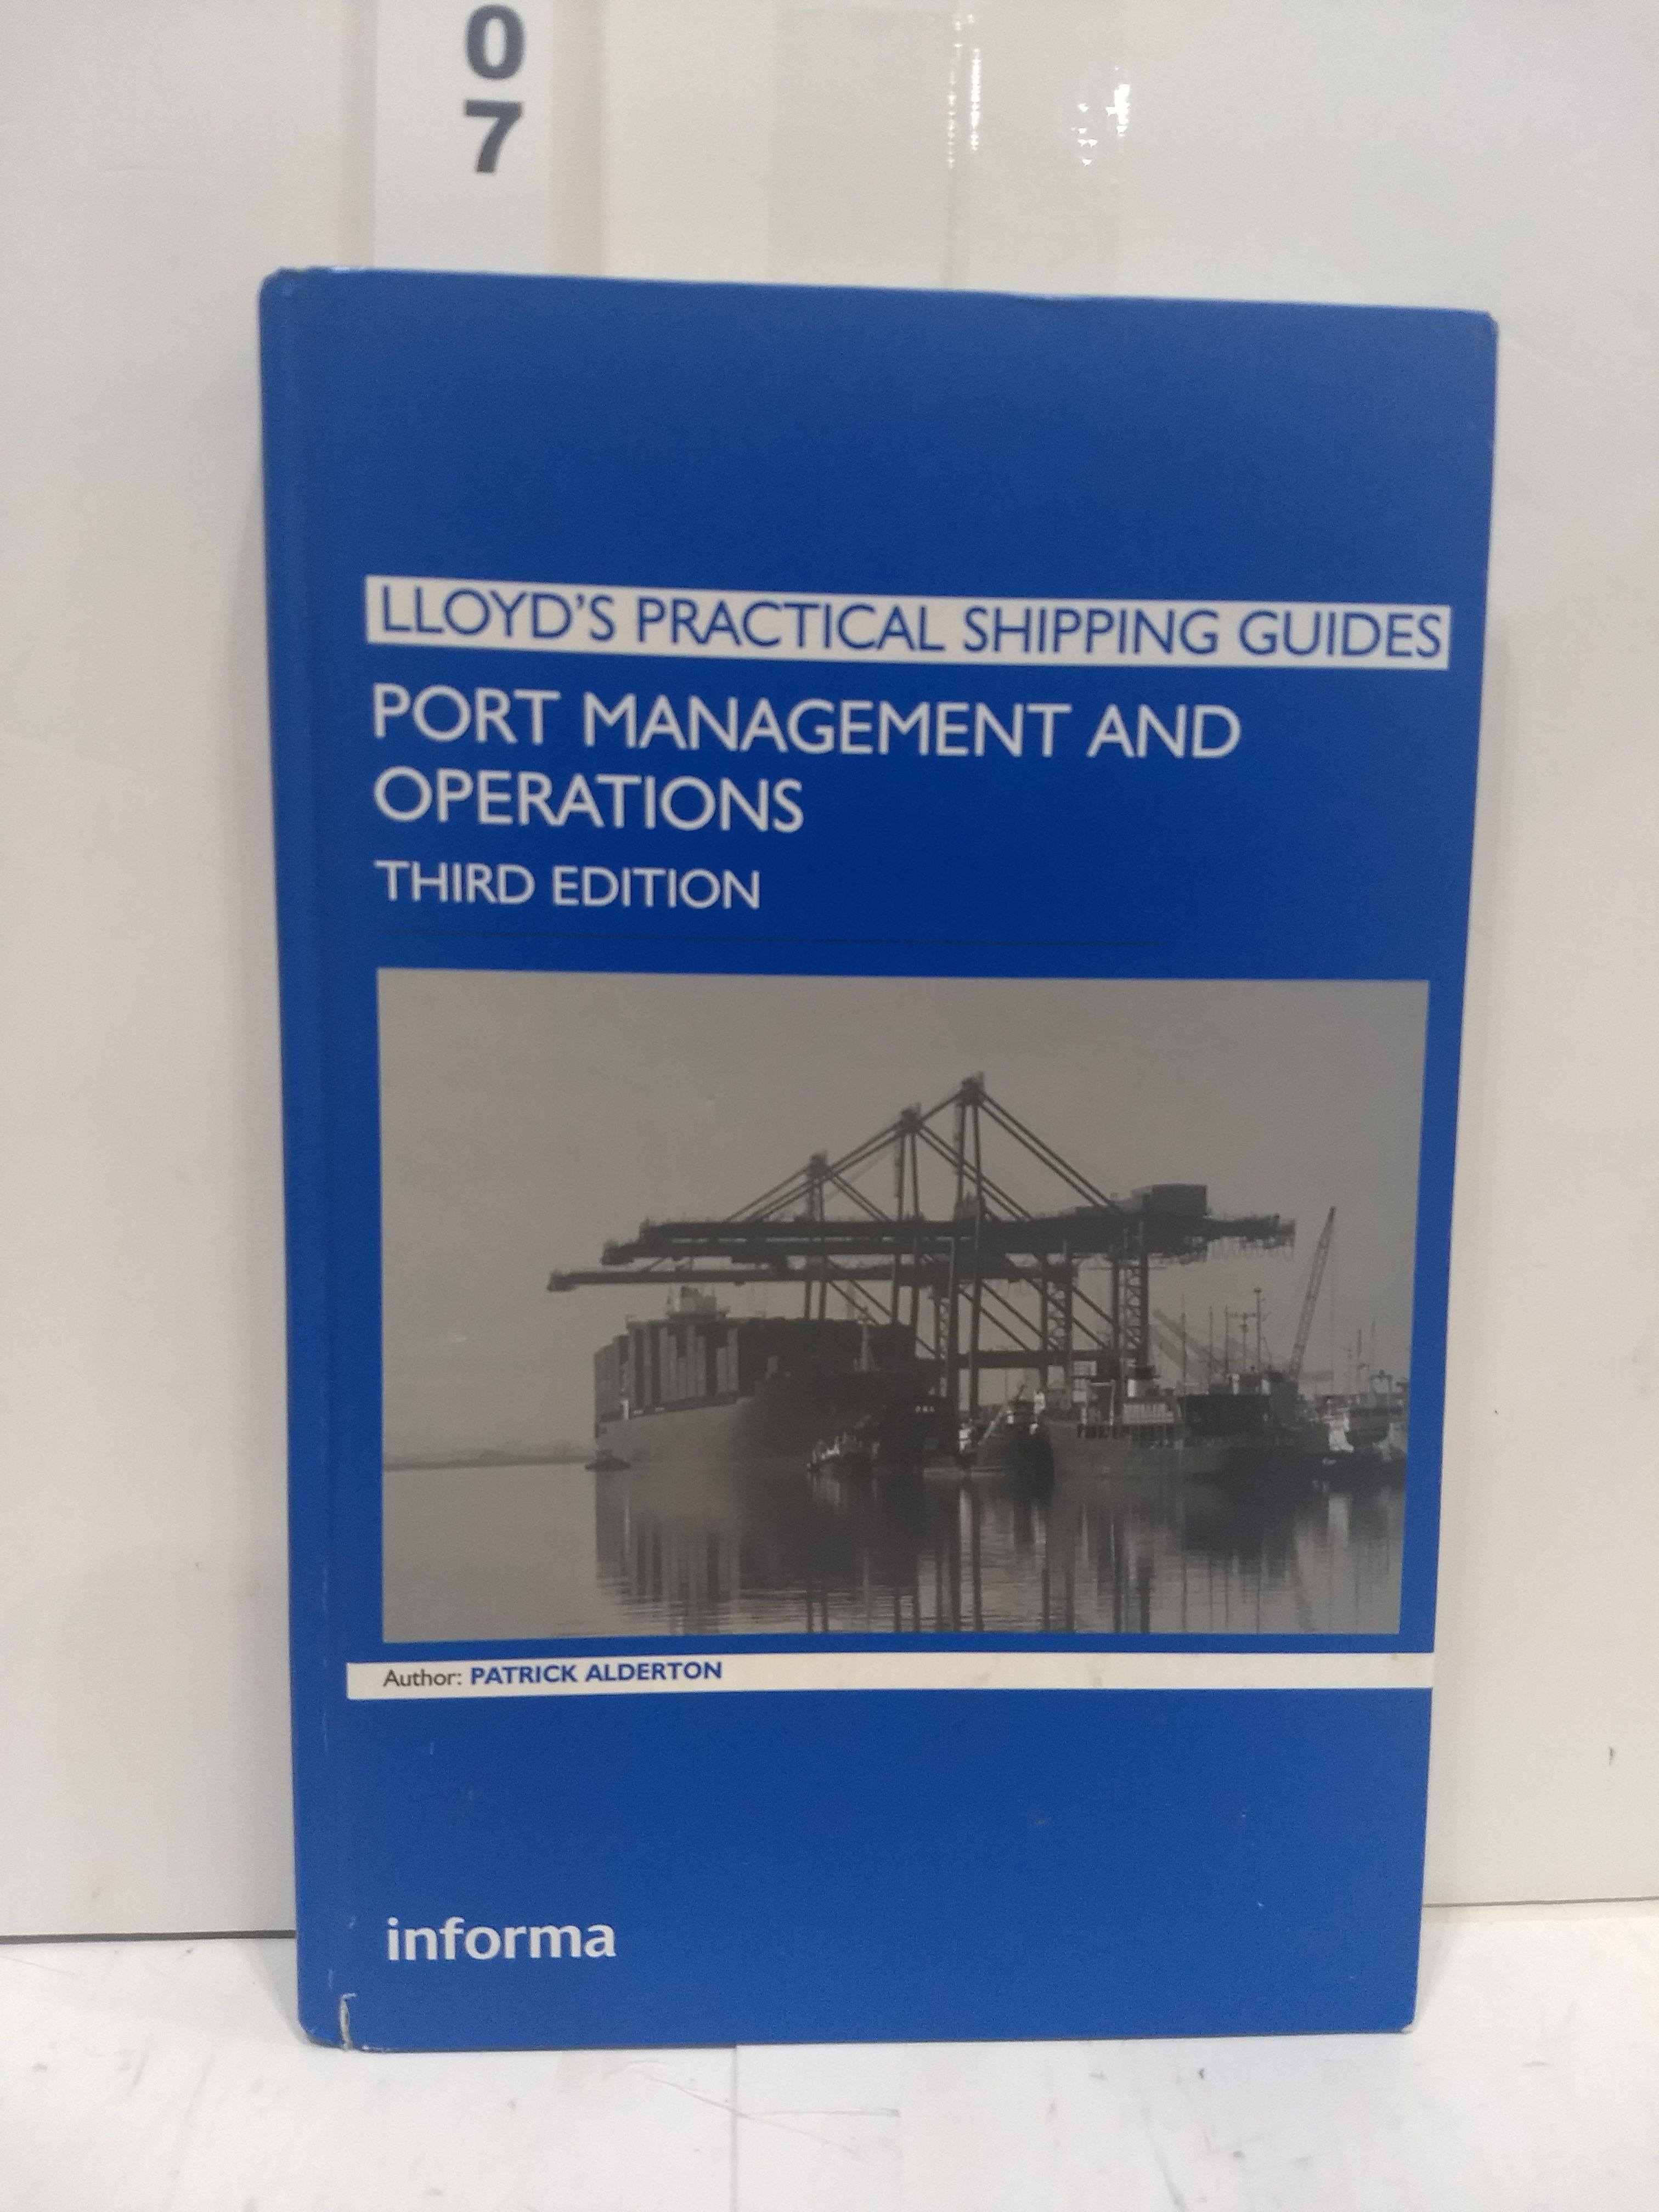 0
7
LLOYD'S PRACTICAL SHIPPING GUIDES
PORT MANAGEMENT AND
OPERATIONS
THIRD EDITION
Author: PATRICK ALDERTON
informa